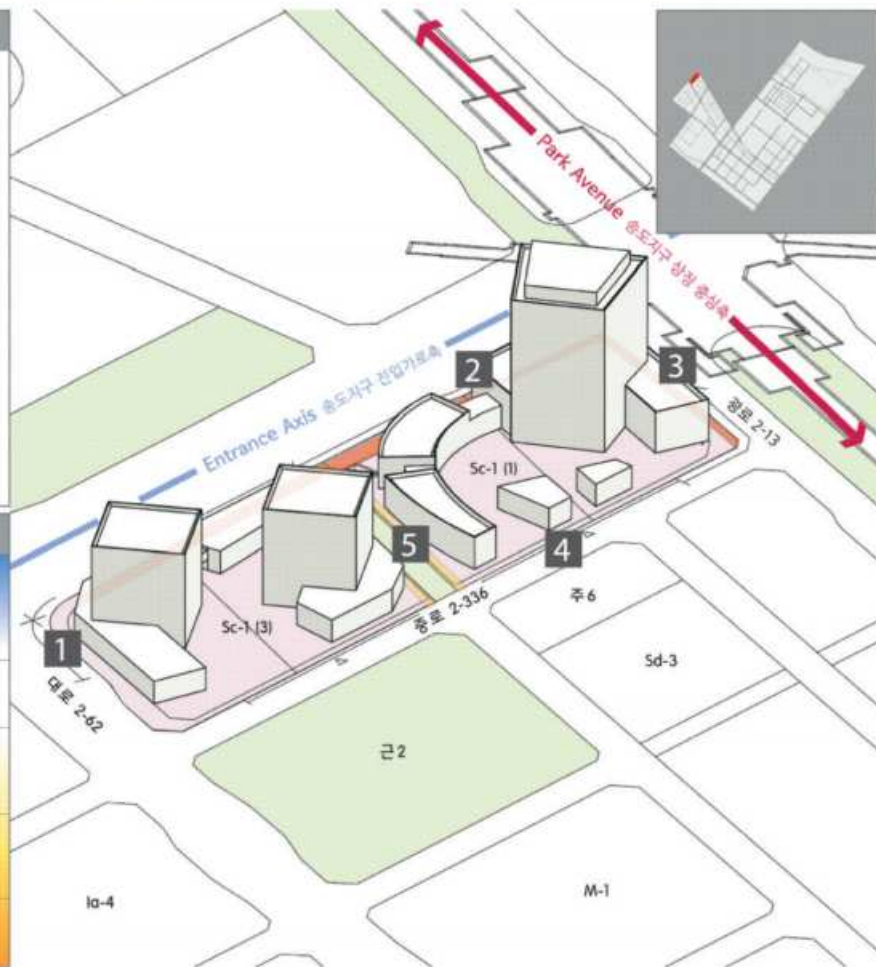 Park Avenue 송도지구 상징 중심축
Entrance Axis 송도지구 진입가로축
2
3
광로 2-13
Sc-1 (1)
5
4
중로 2-336
주 6
Sc-1 (3)
1
대로 2-62
Sd-3
근 2
Ia-4
M-1